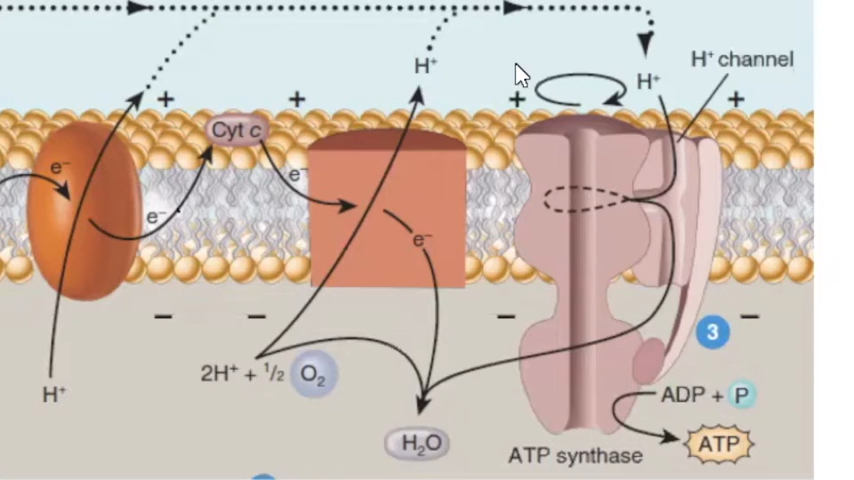 H⁺
H⁺
H⁺ channel
+ + + +
Cyt c
e⁻
e⁻
e⁻
e⁻
− − − −
3
H⁺
2H⁺ + ¹/₂ O₂
ADP + P
H₂O
ATP
ATP synthase